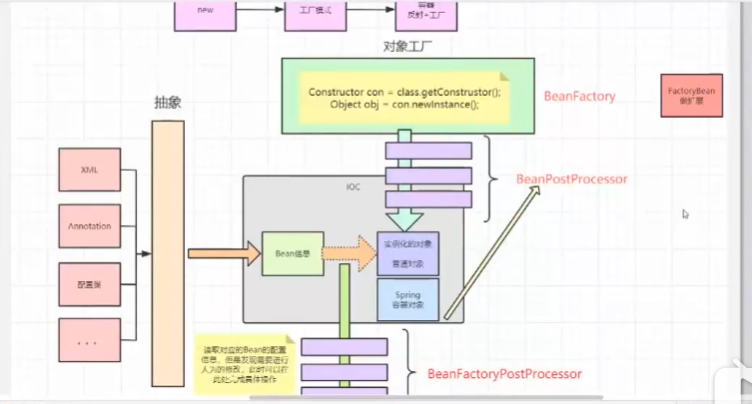 new
工厂模式
容器
反射+工厂
对象工厂
Constructor con = class.getConstrustor();
Object obj = con.newInstance();
BeanFactory
FactoryBean
抽象
XML
Annotation
配置类
. . .
IOC
BeanPostProcessor
Bean信息
实例化的对象
普通对象
Spring
容器对象
读取对应的Bean的配置
信息，但是发现需要进行
人为的修改，此时可以在
此处完成具体操作
BeanFactoryPostProcessor